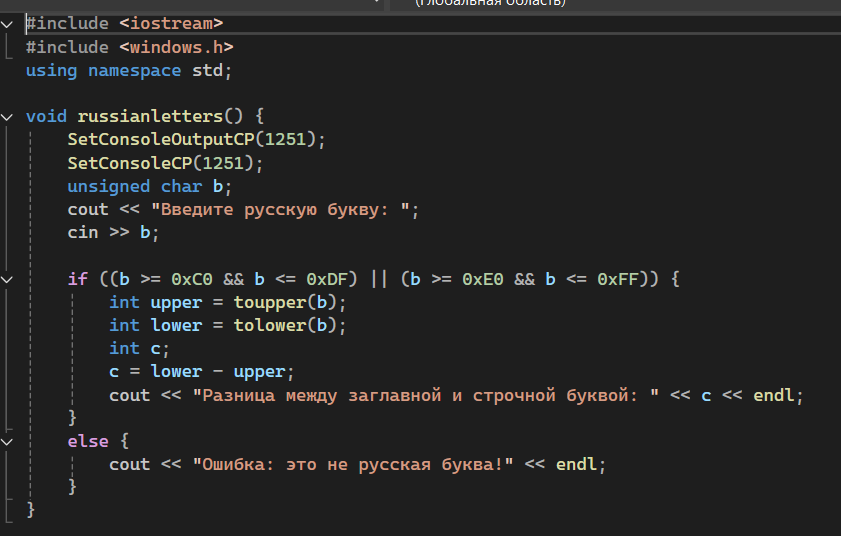 (Глобальная область)
#include <iostream>
#include <windows.h>
using namespace std;
void russianletters() {
SetConsoleOutputCP(1251);
SetConsoleCP(1251);
unsigned char b;
cout << "Введите русскую букву: ";
cin >> b;
if ((b >= 0xC0 && b <= 0xDF) || (b >= 0xE0 && b <= 0xFF)) {
int upper = toupper(b);
int lower = tolower(b);
int c;
c = lower - upper;
cout << "Разница между заглавной и строчной буквой: " << c << endl;
}
else {
cout << "Ошибка: это не русская буква!" << endl;
}
}